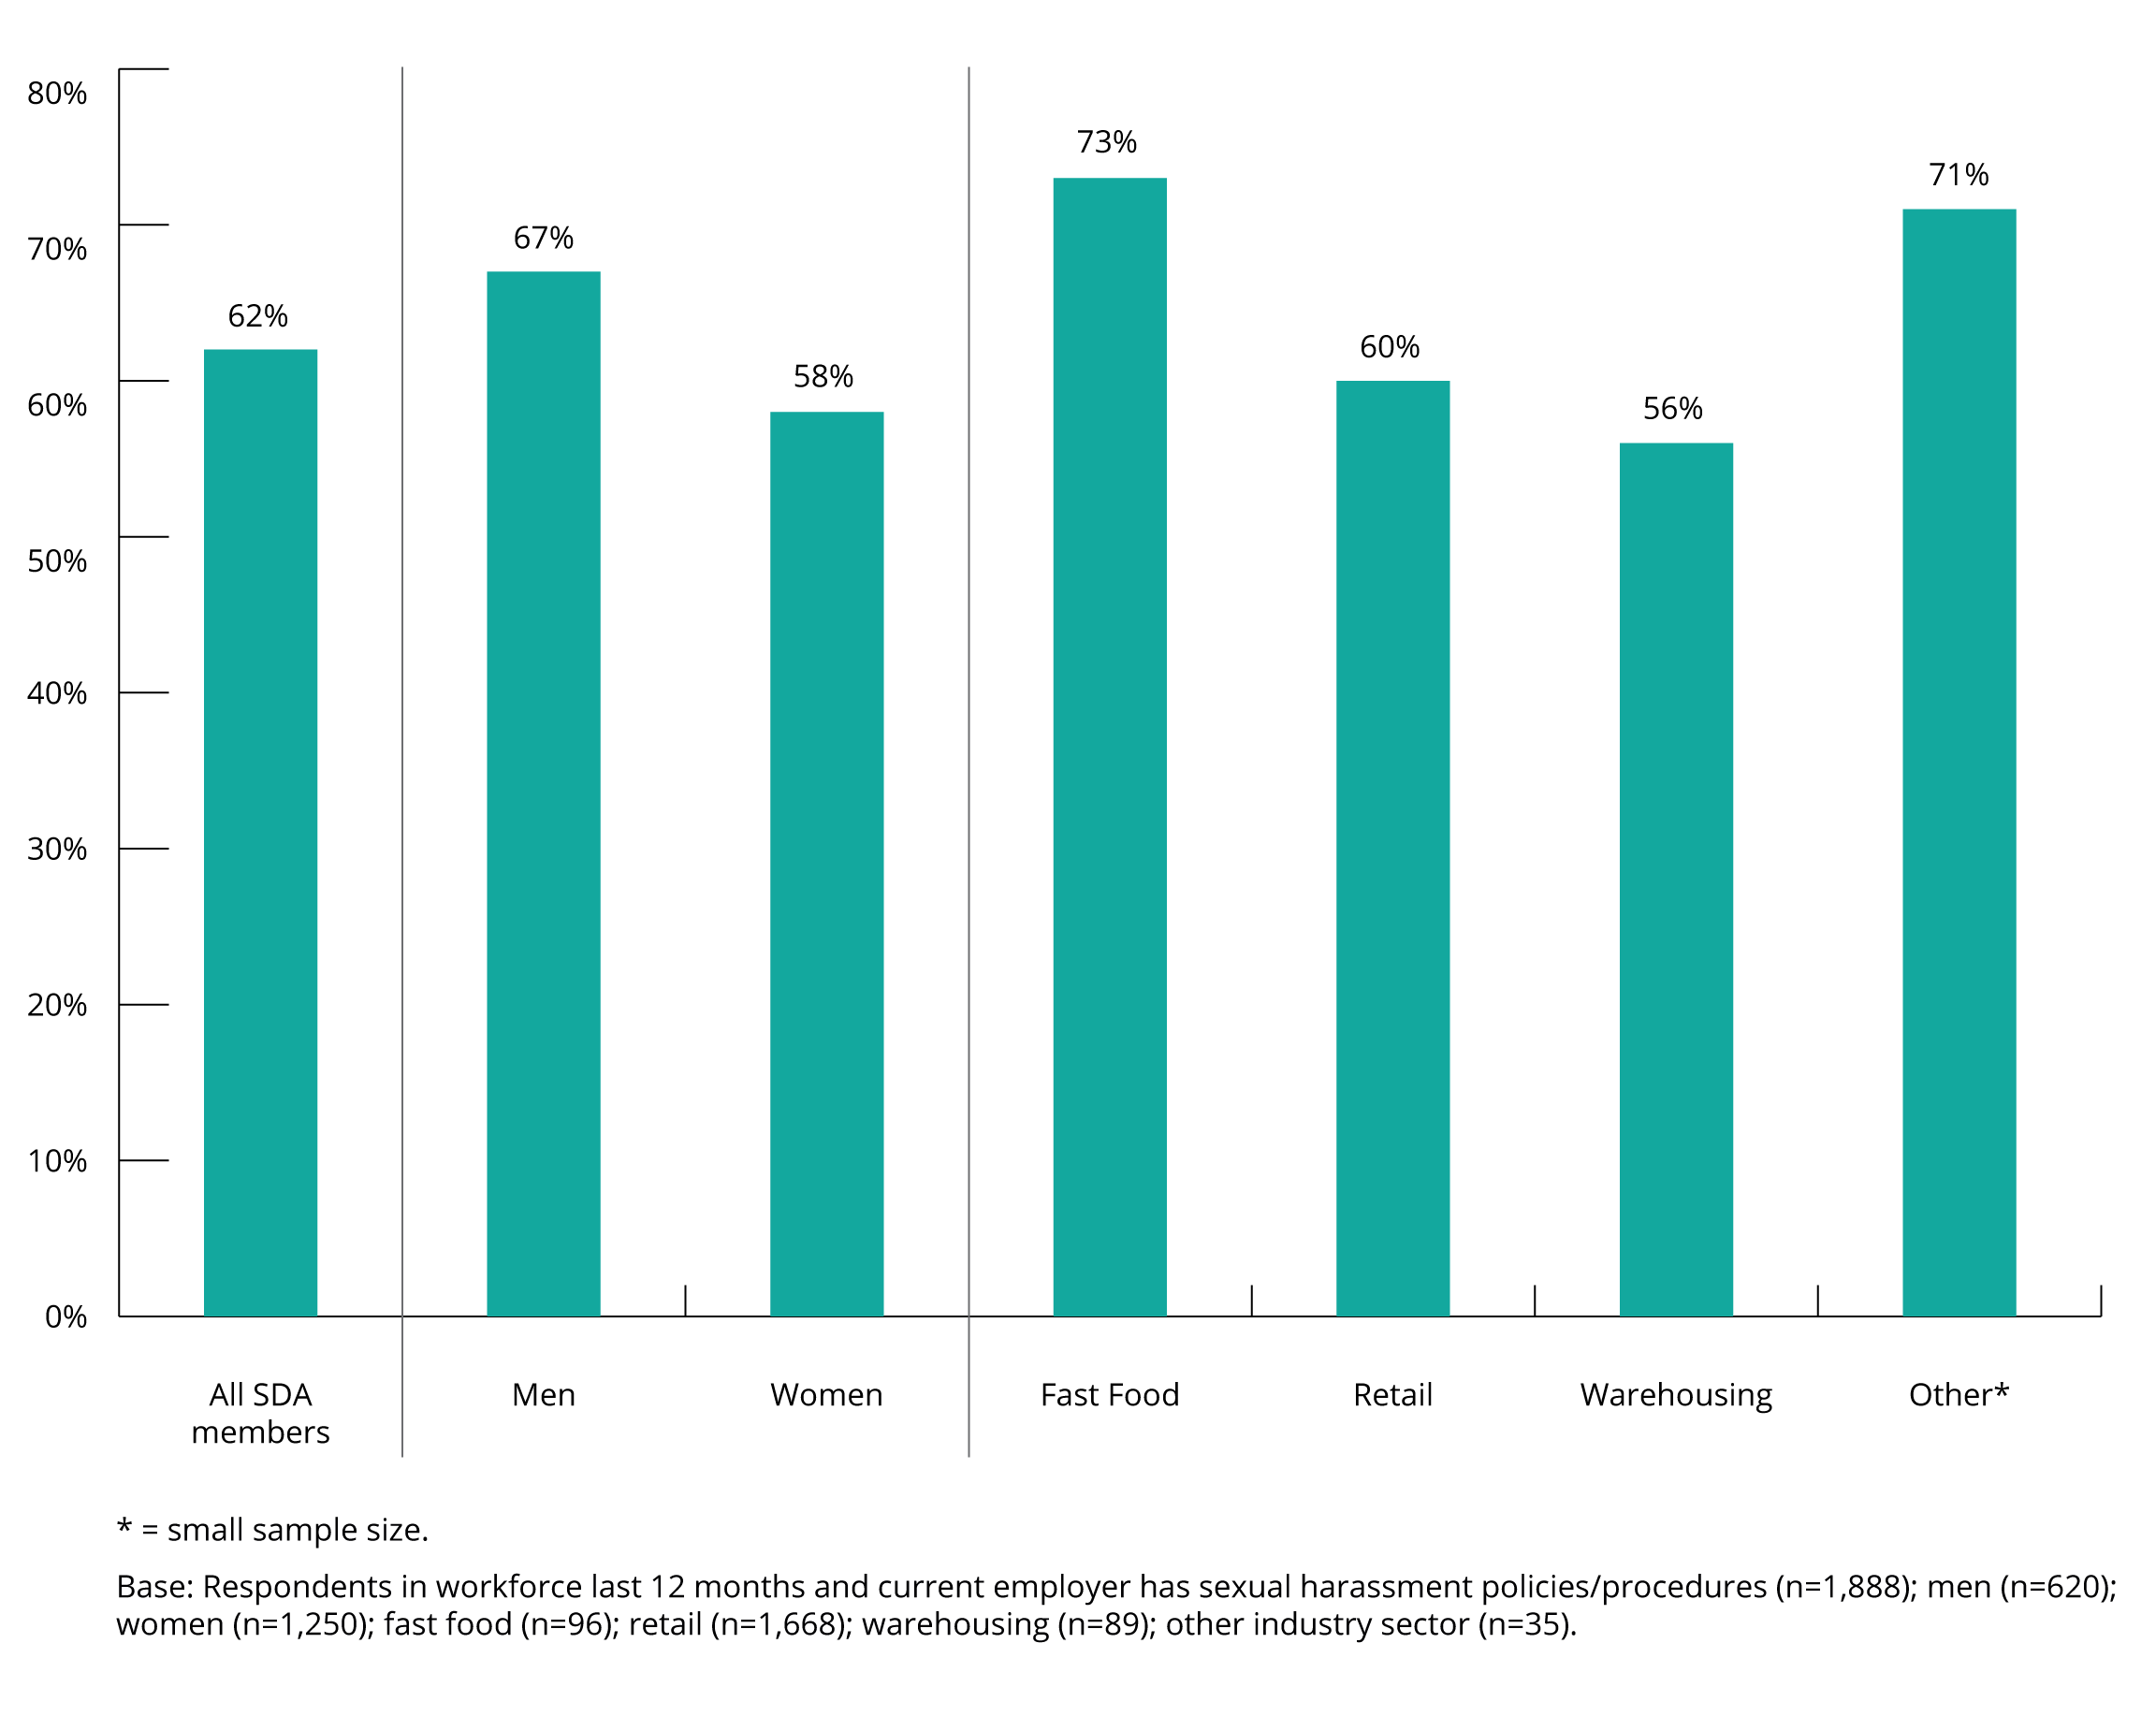 80%
70%
60%
50%
40%
30%
20%
10%
0%
62%
67%
58%
73%
60%
56%
71%
All SDA
members
Men
Women
Fast Food
Retail
Warehousing
Other*
* = small sample size.
Base: Respondents in workforce last 12 months and current employer has sexual harassment policies/procedures (n=1,888); men (n=620);
women (n=1,250); fast food (n=96); retail (n=1,668); warehousing (n=89); other industry sector (n=35).